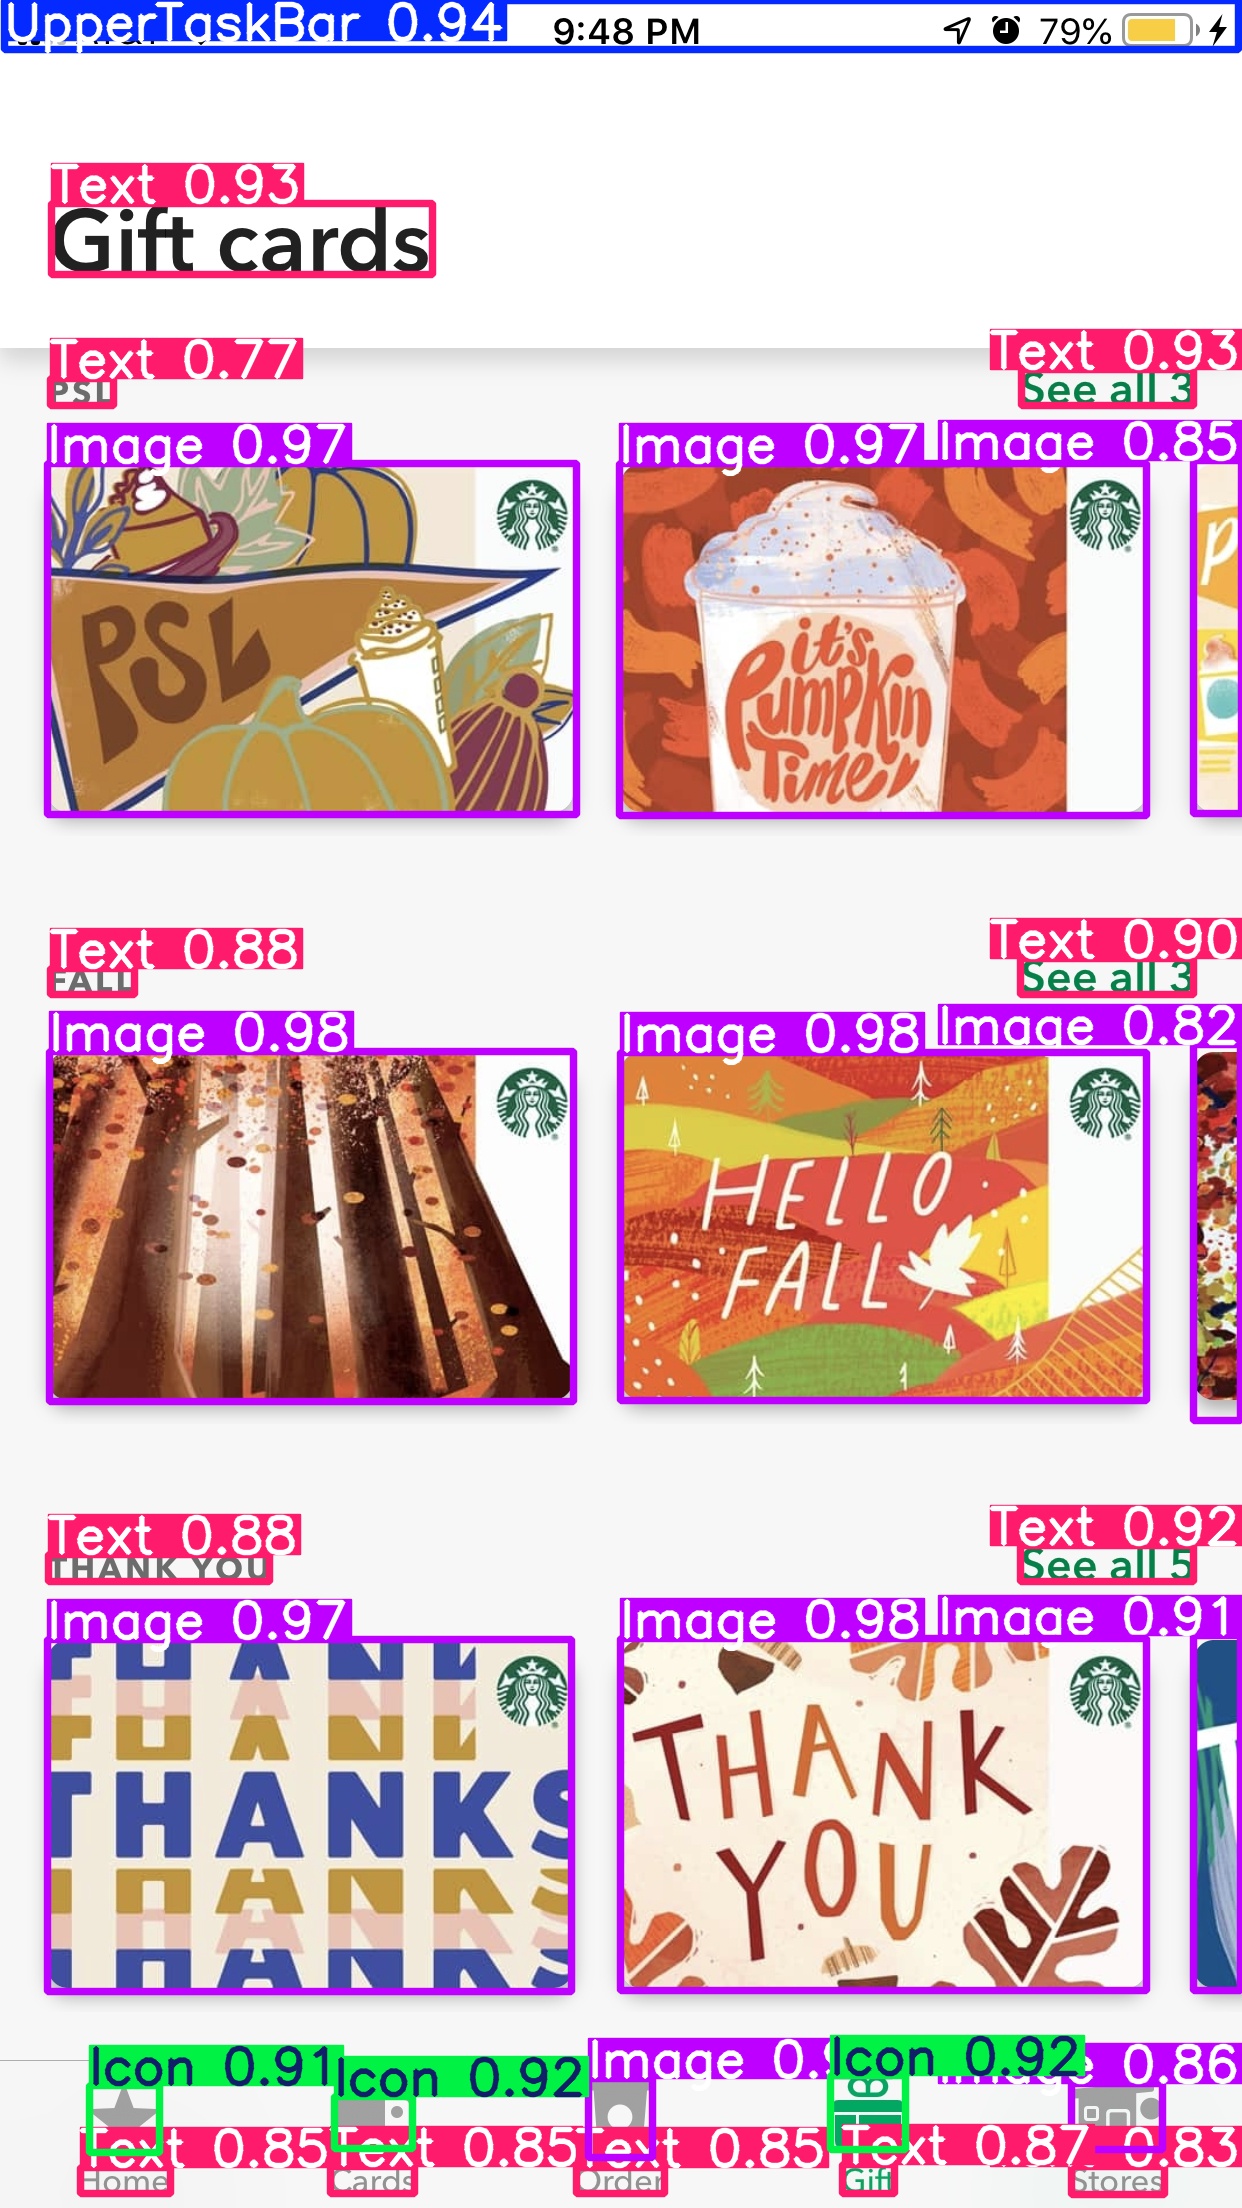 UpperTaskBar 0.94
9:48 PM
79%
Text 0.93
Gift cards
Text 0.77
Text 0.93
PSL
See all 3
Image 0.97
Image 0.97
Image 0.85
PSL
it's
Pumpkin
Time
P
Text 0.88
Text 0.90
FALL
See all 3
Image 0.98
Image 0.98
Image 0.82
HELLO
FALL
Text 0.88
Text 0.92
THANK YOU
See all 5
Image 0.97
Image 0.98
Image 0.91
THANKS
THANK
YOU
Icon 0.91
Icon 0.92
Image 0.9
Icon 0.92
0.86
Text 0.85
Text 0.85
Text 0.85
Text 0.87
0.83
Home
Cards
Order
Gift
Stores